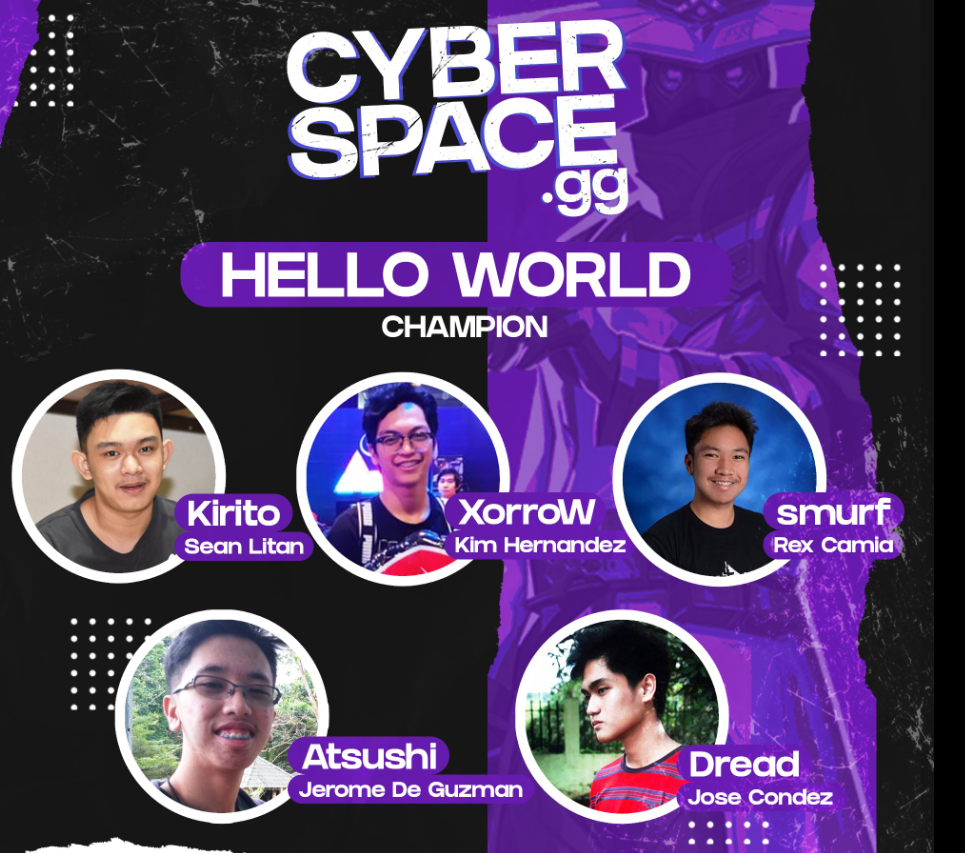 CYBER
SPACE
.gg
HELLO WORLD
CHAMPION
Kirito
Sean Litan
XorroW
Kim Hernandez
smurf
Rex Camia
Atsushi
Jerome De Guzman
Dread
Jose Condez